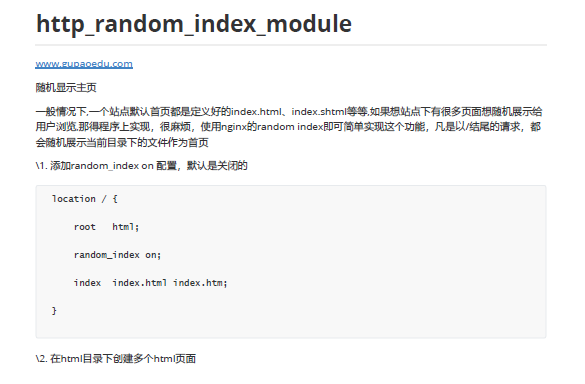 http_random_index_module
www.gupaoedu.com
随机显示主页
一般情况下,一个站点默认首页都是定义好的index.html、index.shtml等等,如果想站点下有很多页面想随机展示给
用户浏览,那得程序上实现，很麻烦，使用nginx的random index即可简单实现这个功能，凡是以/结尾的请求，都
会随机展示当前目录下的文件作为首页
\1. 添加random_index on 配置，默认是关闭的
location / {
root html;
random_index on;
index index.html index.htm;
}
\2. 在html目录下创建多个html页面